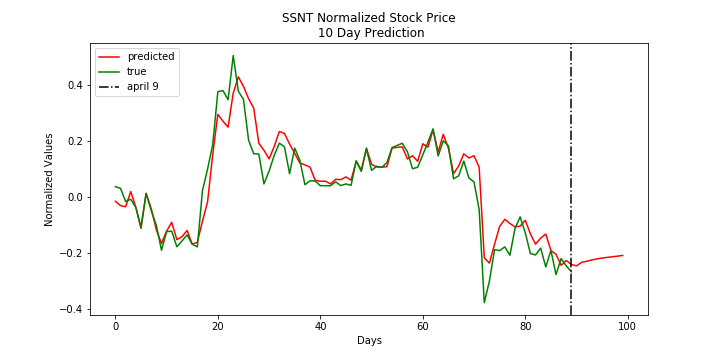 SSNT Normalized Stock Price
10 Day Prediction
predicted
true
april 9
Normalized Values
0.4
0.2
0.0
−0.2
−0.4
0
20
40
60
80
100
Days